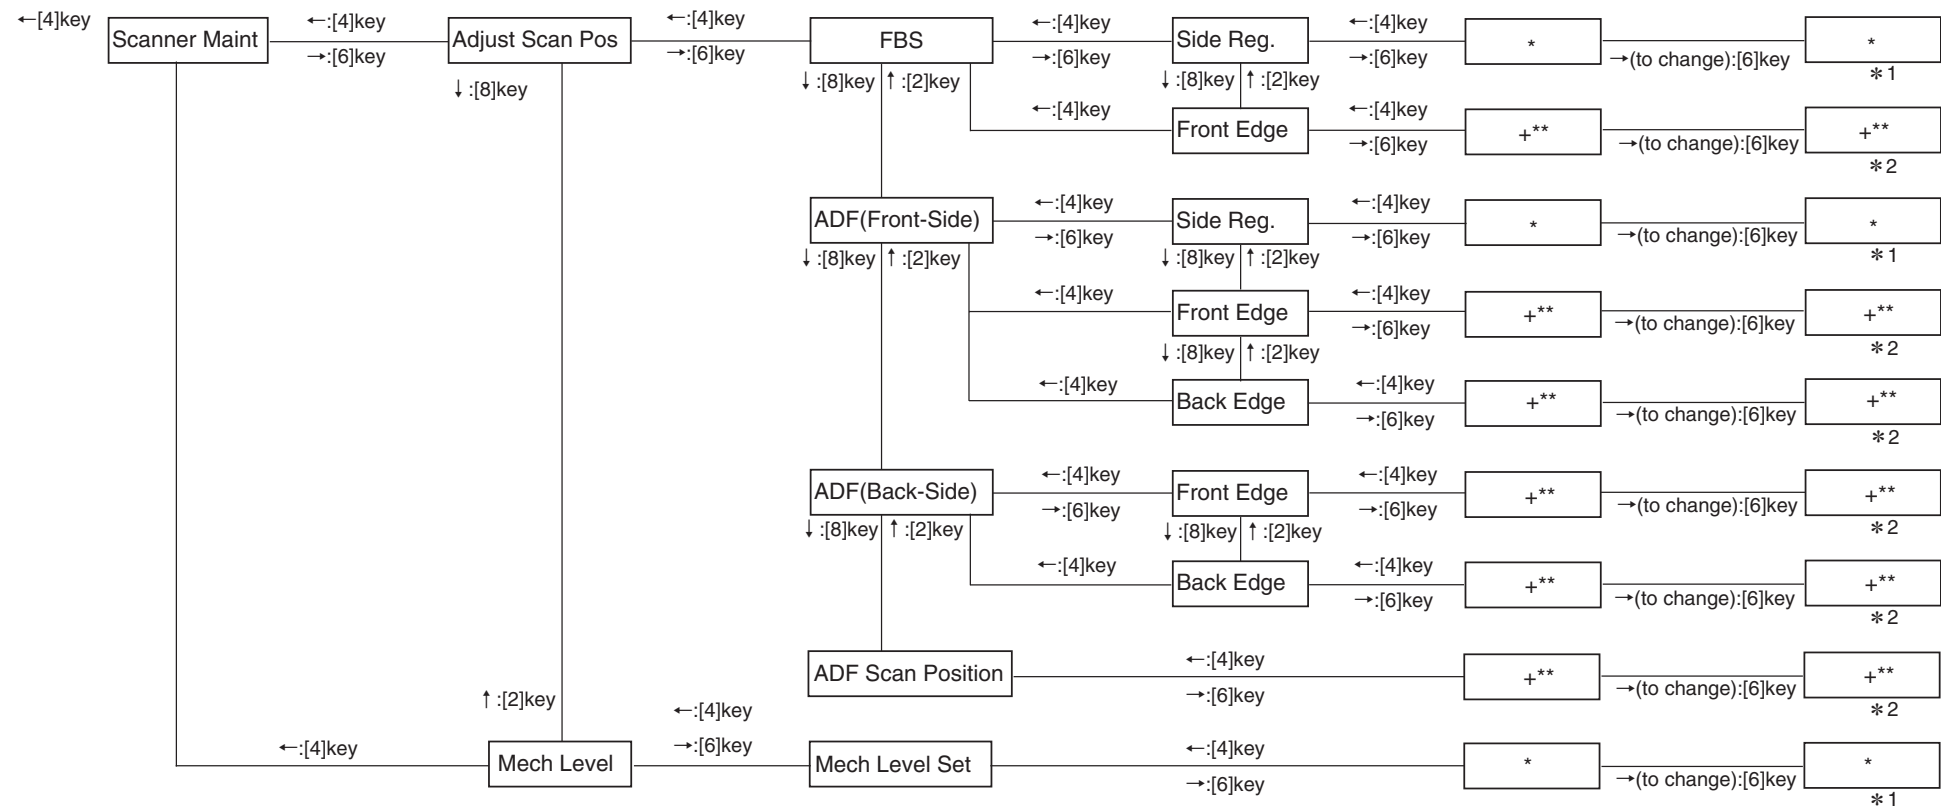 ←[4]key
Scanner Maint
←:[4]key
→:[6]key
Adjust Scan Pos
↓:[8]key
←:[4]key
→:[6]key
FBS
↓:[8]key ↑:[2]key
←:[4]key
→:[6]key
Side Reg.
↓:[8]key ↑:[2]key
←:[4]key
→:[6]key
*
→(to change):[6]key
*
*1
←:[4]key
Front Edge
←:[4]key
→:[6]key
+**
→(to change):[6]key
+**
*2
ADF(Front-Side)
↓:[8]key ↑:[2]key
←:[4]key
→:[6]key
Side Reg.
↓:[8]key ↑:[2]key
←:[4]key
→:[6]key
*
→(to change):[6]key
*
*1
←:[4]key
Front Edge
↓:[8]key ↑:[2]key
←:[4]key
→:[6]key
+**
→(to change):[6]key
+**
*2
←:[4]key
Back Edge
←:[4]key
→:[6]key
+**
→(to change):[6]key
+**
*2
ADF(Back-Side)
↓:[8]key ↑:[2]key
←:[4]key
→:[6]key
Front Edge
↓:[8]key ↑:[2]key
←:[4]key
→:[6]key
+**
→(to change):[6]key
+**
*2
←:[4]key
Back Edge
←:[4]key
→:[6]key
+**
→(to change):[6]key
+**
*2
ADF Scan Position
←:[4]key
→:[6]key
+**
→(to change):[6]key
+**
*2
↑:[2]key
←:[4]key
Mech Level
←:[4]key
→:[6]key
Mech Level Set
←:[4]key
→:[6]key
*
→(to change):[6]key
*
*1